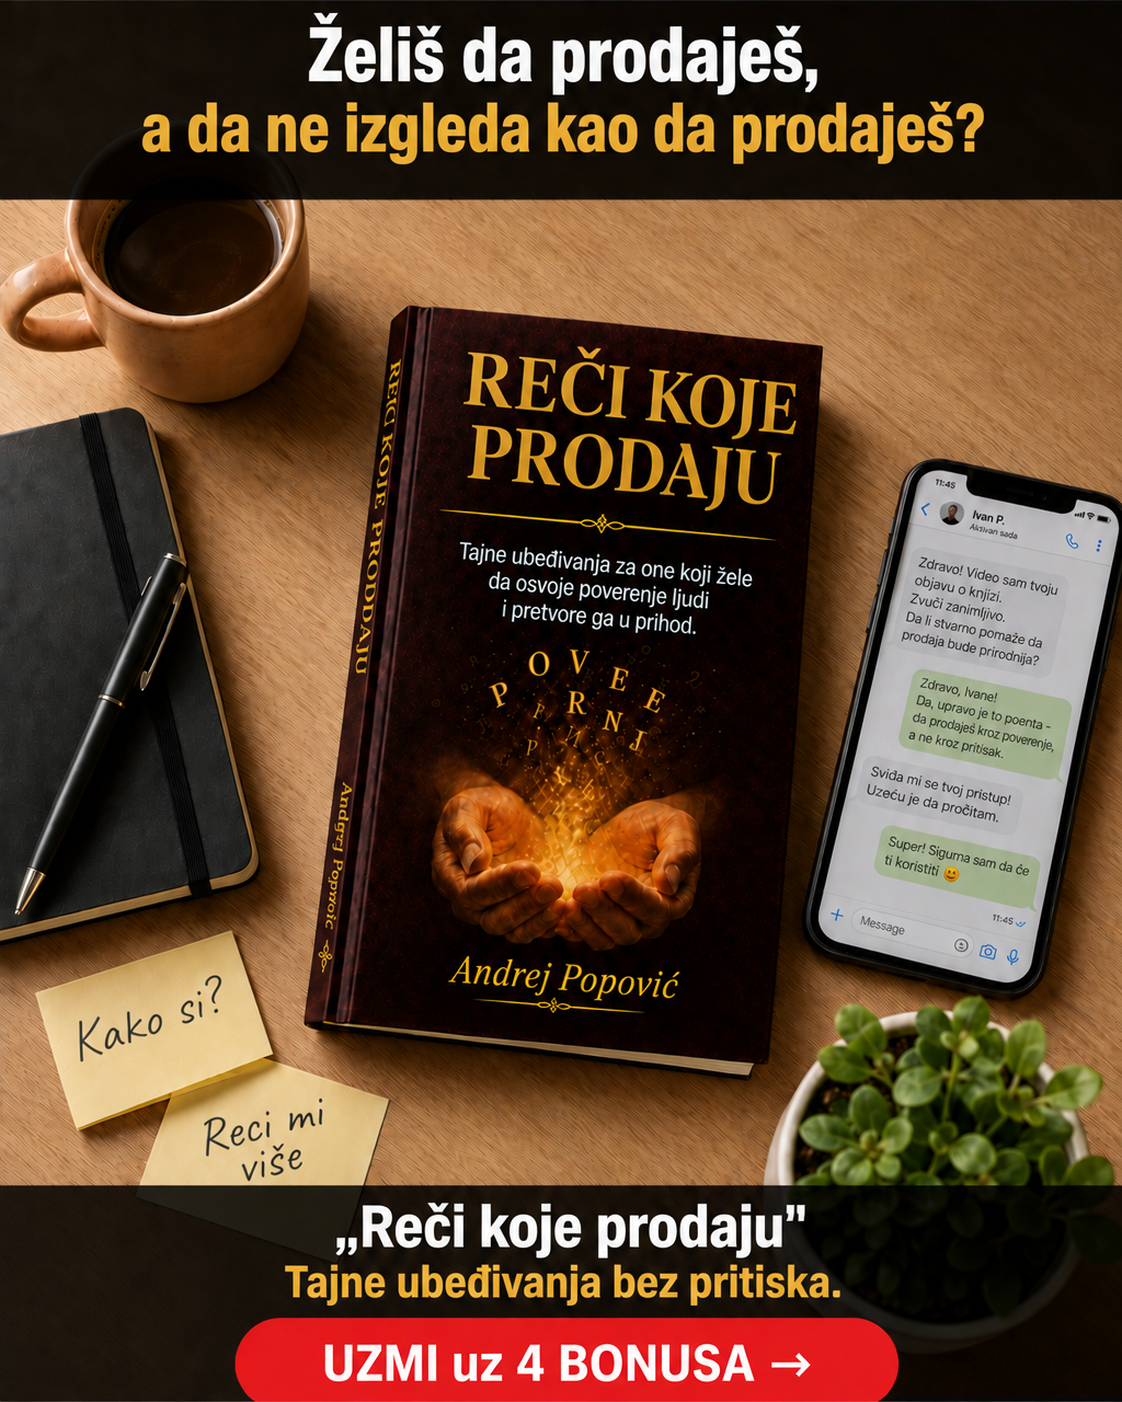 Želiš da prodaješ,
a da ne izgleda kao da prodaješ?
REČI KOJE
PRODAJU
Tajne ubeđivanja za one koji žele
da osvoje poverenje ljudi
i pretvore ga u prihod.
O V E E
P R N J
Andrej Popović
11:45
Ivan P.
Aktivan sada
Zdravo! Video sam tvoju
objavu o knjizi.
Zvuči zanimljivo.
Da li stvarno pomaže da
prodaja bude prirodnija?
Zdravo, Ivane!
Da, upravo je to poenta -
da prodaješ kroz poverenje,
a ne kroz pritisak.
Sviđa mi se tvoj pristup!
Uzeću je da pročitam.
Super! Sigurna sam da će
ti koristiti 😀
11:45
Message
Kako si?
Reci mi
više
„Reči koje prodaju"
Tajne ubeđivanja bez pritiska.
UZMI uz 4 BONUSA →